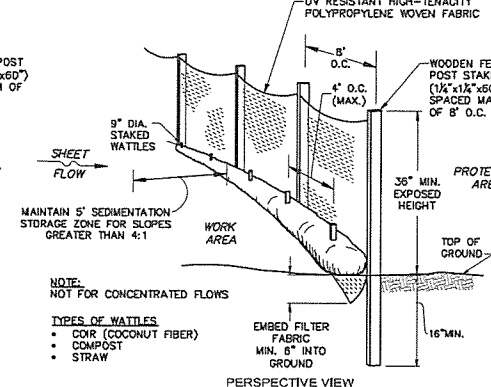 UV RESISTANT HIGH-TENACITY
POLYPROPYLENE WOVEN FABRIC
POST
x60")
OF
8'
O.C.
WOODEN FE
POST STAK
(1¼"x1¼"x60
SPACED MA
OF 8' O.C.
4' O.C.
(MAX.)
9" DIA.
STAKED
WATTLES
SHEET
FLOW
36" MIN.
EXPOSED
HEIGHT
PROTE
AREA
MAINTAIN 5' SEDIMENTATION
STORAGE ZONE FOR SLOPES
GREATER THAN 4:1
WORK
AREA
TOP OF
GROUND
NOTE:
NOT FOR CONCENTRATED FLOWS
TYPES OF WATTLES
• COIR (COCONUT FIBER)
• COMPOST
• STRAW
EMBED FILTER
FABRIC
MIN. 6" INTO
GROUND
16"MIN.
PERSPECTIVE VIEW